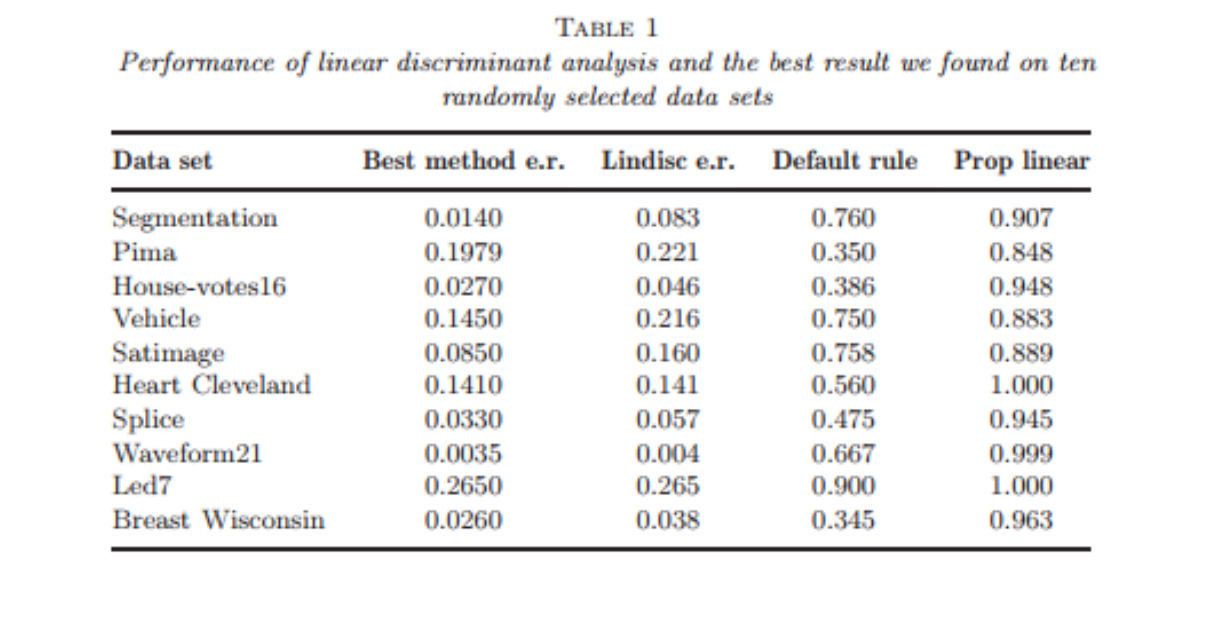 TABLE 1
Performance of linear discriminant analysis and the best result we found on ten
randomly selected data sets
Data set Best method e.r. Lindisc e.r. Default rule Prop linear
Segmentation 0.0140 0.083 0.760 0.907
Pima 0.1979 0.221 0.350 0.848
House-votes16 0.0270 0.046 0.386 0.948
Vehicle 0.1450 0.216 0.750 0.883
Satimage 0.0850 0.160 0.758 0.889
Heart Cleveland 0.1410 0.141 0.560 1.000
Splice 0.0330 0.057 0.475 0.945
Waveform21 0.0035 0.004 0.667 0.999
Led7 0.2650 0.265 0.900 1.000
Breast Wisconsin 0.0260 0.038 0.345 0.963